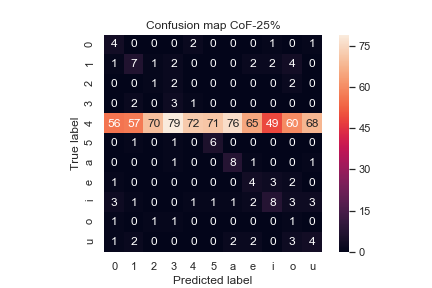 Confusion map CoF-25%
0 4 0 0 0 2 0 0 0 1 0 1
1 1 7 1 2 0 0 0 2 2 4 0
2 0 0 1 2 0 0 0 0 0 2 0
3 0 2 0 3 1 0 0 0 0 0 0
4 56 57 70 79 72 71 76 65 49 60 68
5 0 1 0 1 0 6 0 0 0 0 0
a 0 0 0 1 0 0 8 1 0 0 1
e 1 0 0 0 0 0 0 4 3 2 0
i 3 1 0 0 1 1 1 2 8 3 3
o 1 0 1 1 0 0 0 0 0 1 0
u 1 2 0 0 0 0 2 2 0 3 4
0 1 2 3 4 5 a e i o u
True label
Predicted label
75
60
45
30
15
0